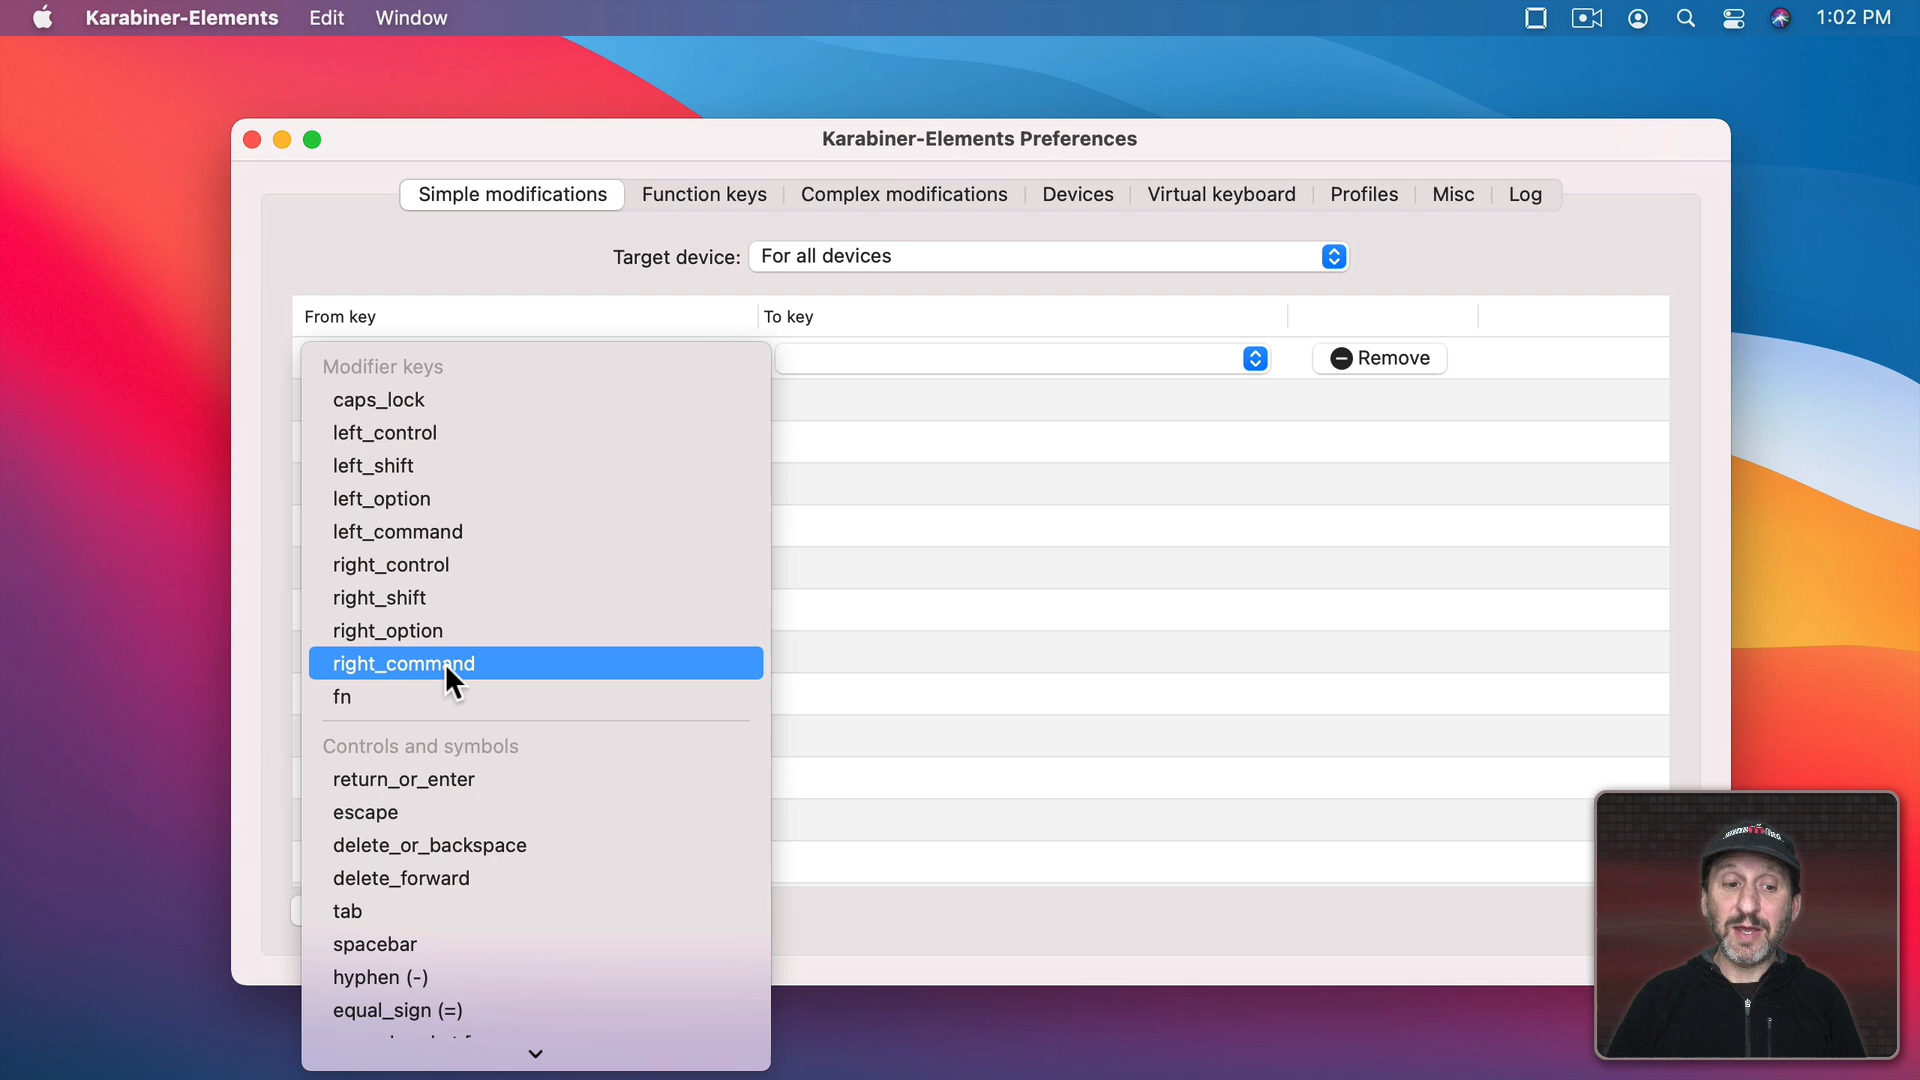 Karabiner-Elements Edit Window 1:02 PM
Karabiner-Elements Preferences
Simple modifications Function keys Complex modifications Devices Virtual keyboard Profiles Misc Log
Target device: For all devices
From key To key
Remove
Modifier keys
caps_lock
left_control
left_shift
left_option
left_command
right_control
right_shift
right_option
right_command
fn
Controls and symbols
return_or_enter
escape
delete_or_backspace
delete_forward
tab
spacebar
hyphen (-)
equal_sign (=)